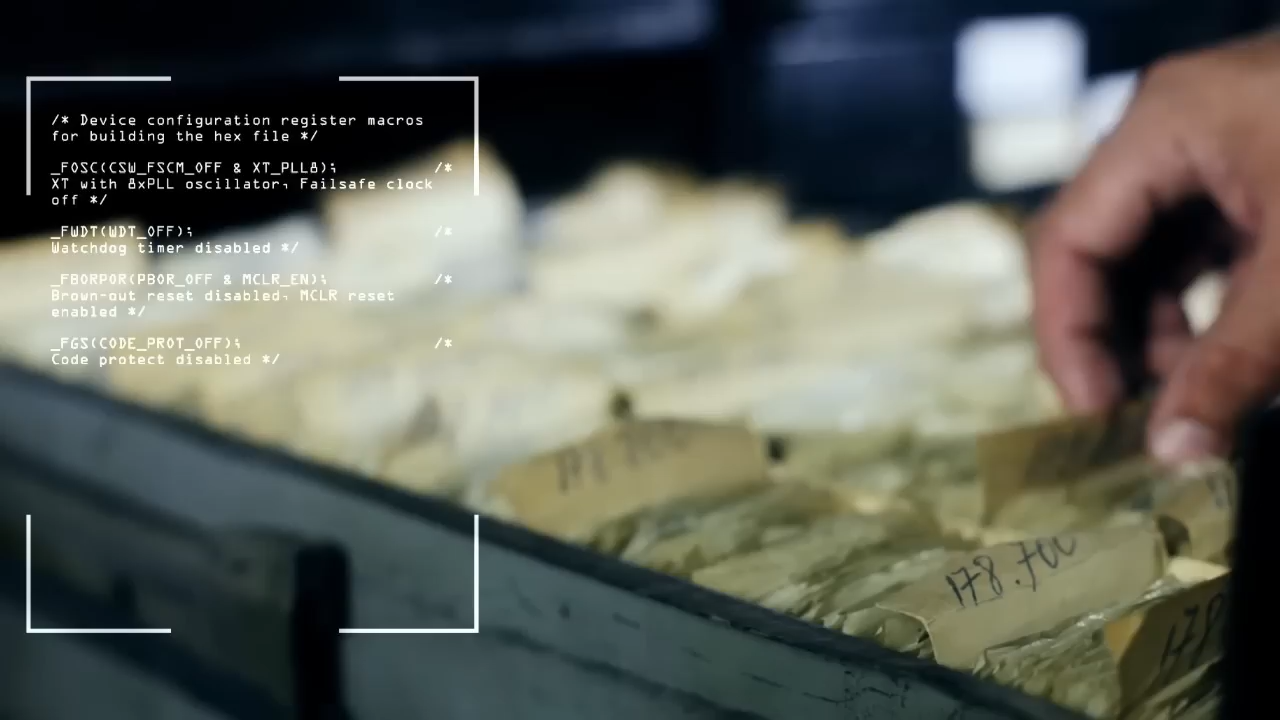 /* Device configuration register macros
for building the hex file */
_FOSC(CSW_FSCM_OFF & XT_PLL8); /*
XT with 8xPLL oscillator, Failsafe clock
off */
_FWDT(WDT_OFF); /*
Watchdog timer disabled */
_FBORPOR(PBOR_OFF & MCLR_EN); /*
Brown-out reset disabled, MCLR reset
enabled */
_FGS(CODE_PROT_OFF); /*
Code protect disabled */
178.700